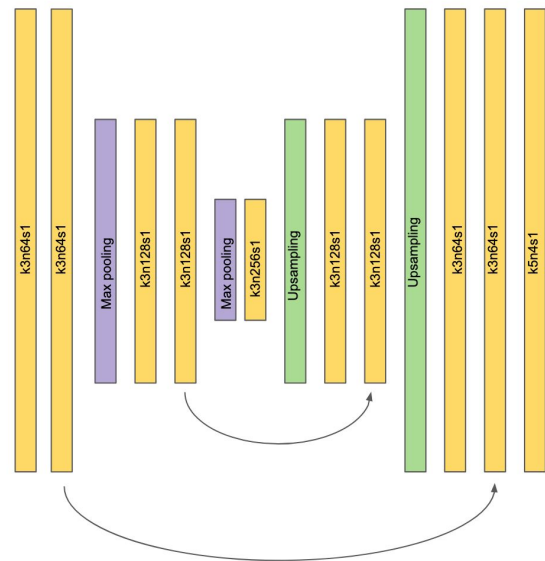 k3n64s1
k3n64s1
Max pooling
k3n128s1
k3n128s1
Max pooling
k3n256s1
Upsampling
k3n128s1
k3n128s1
Upsampling
k3n64s1
k3n64s1
k5n4s1